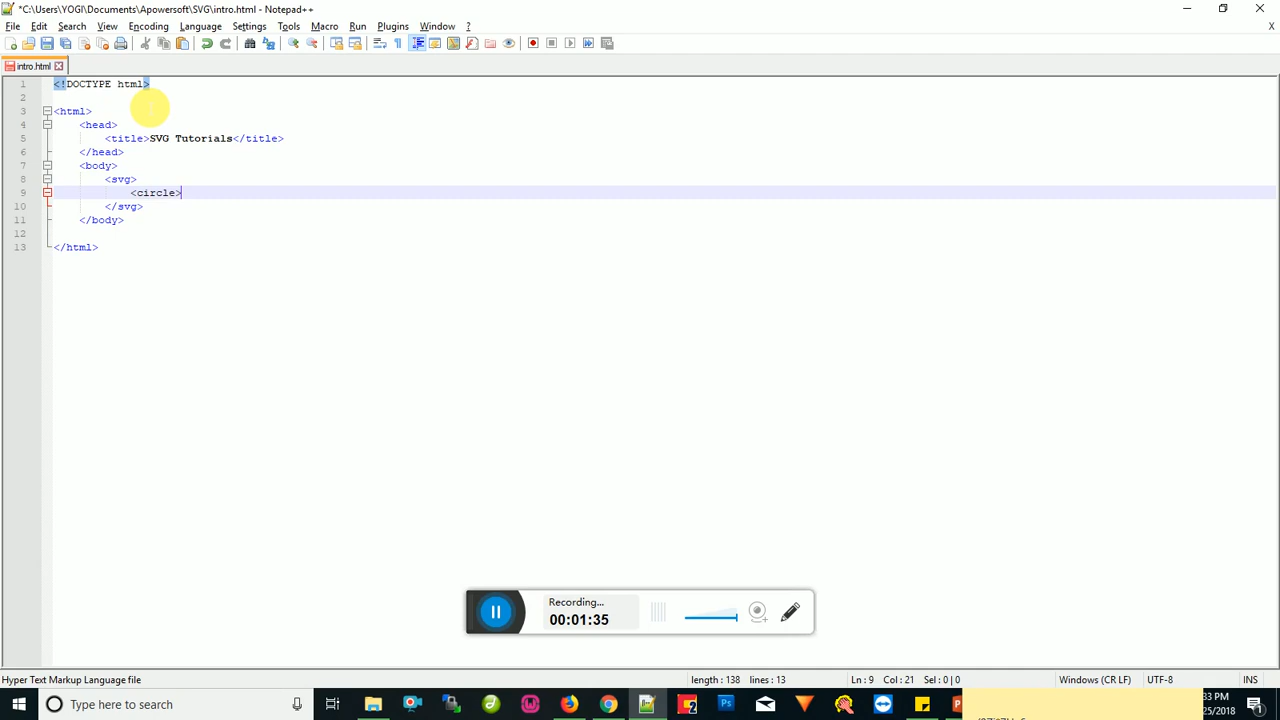 *C:\Users\YOGI\Documents\Apowersoft\SVG\intro.html - Notepad++
File Edit Search View Encoding Language Settings Tools Macro Run Plugins Window ? X
intro.html
1 <!DOCTYPE html>
2
3 <html>
4 <head>
5 <title>SVG Tutorials</title>
6 </head>
7 <body>
8 <svg>
9 <circle>
10 </svg>
11 </body>
12
13 </html>
Recording...
00:01:35
Hyper Text Markup Language file length : 138 lines : 13 Ln : 9 Col : 21 Sel : 0 | 0 Windows (CR LF) UTF-8 INS
Type here to search
:33 PM
/25/2018